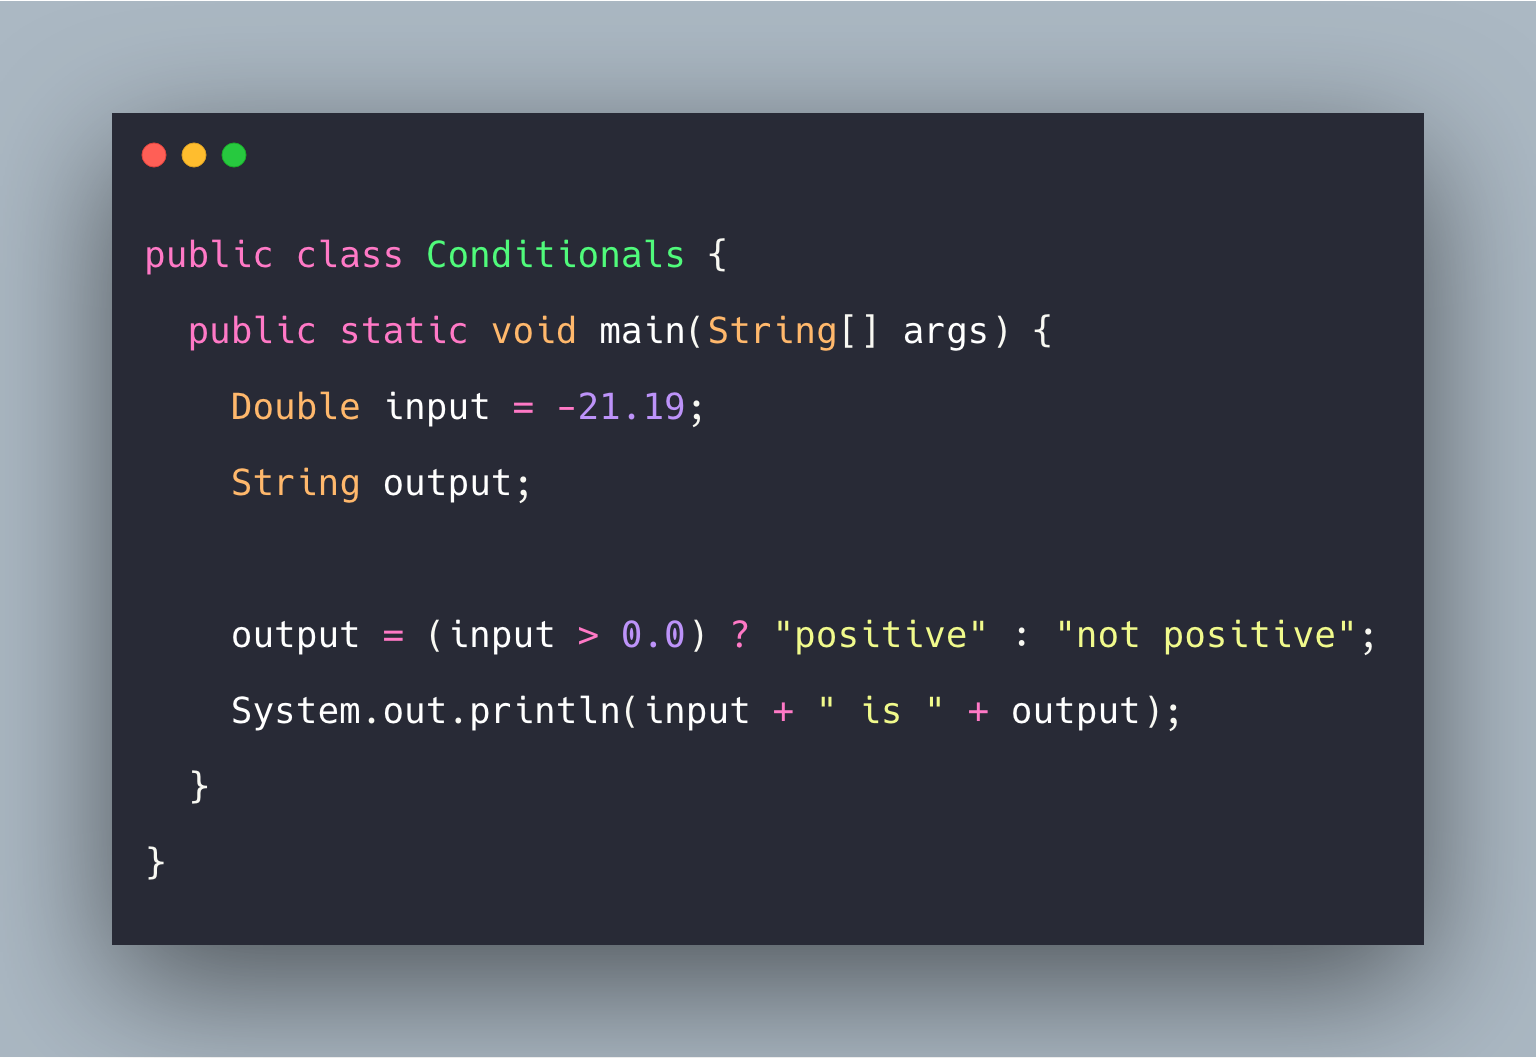 public class Conditionals {
  public static void main(String[] args) {
    Double input = -21.19;
    String output;

    output = (input > 0.0) ? "positive" : "not positive";
    System.out.println(input + " is " + output);
  }
}